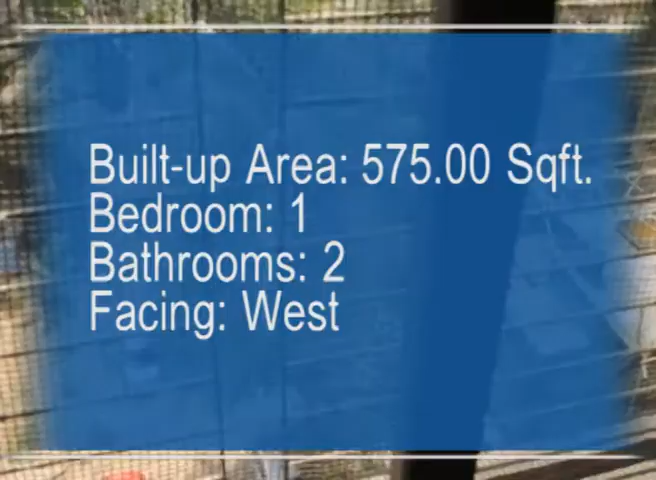 Built-up Area: 575.00 Sqft.
Bedroom: 1
Bathrooms: 2
Facing: West